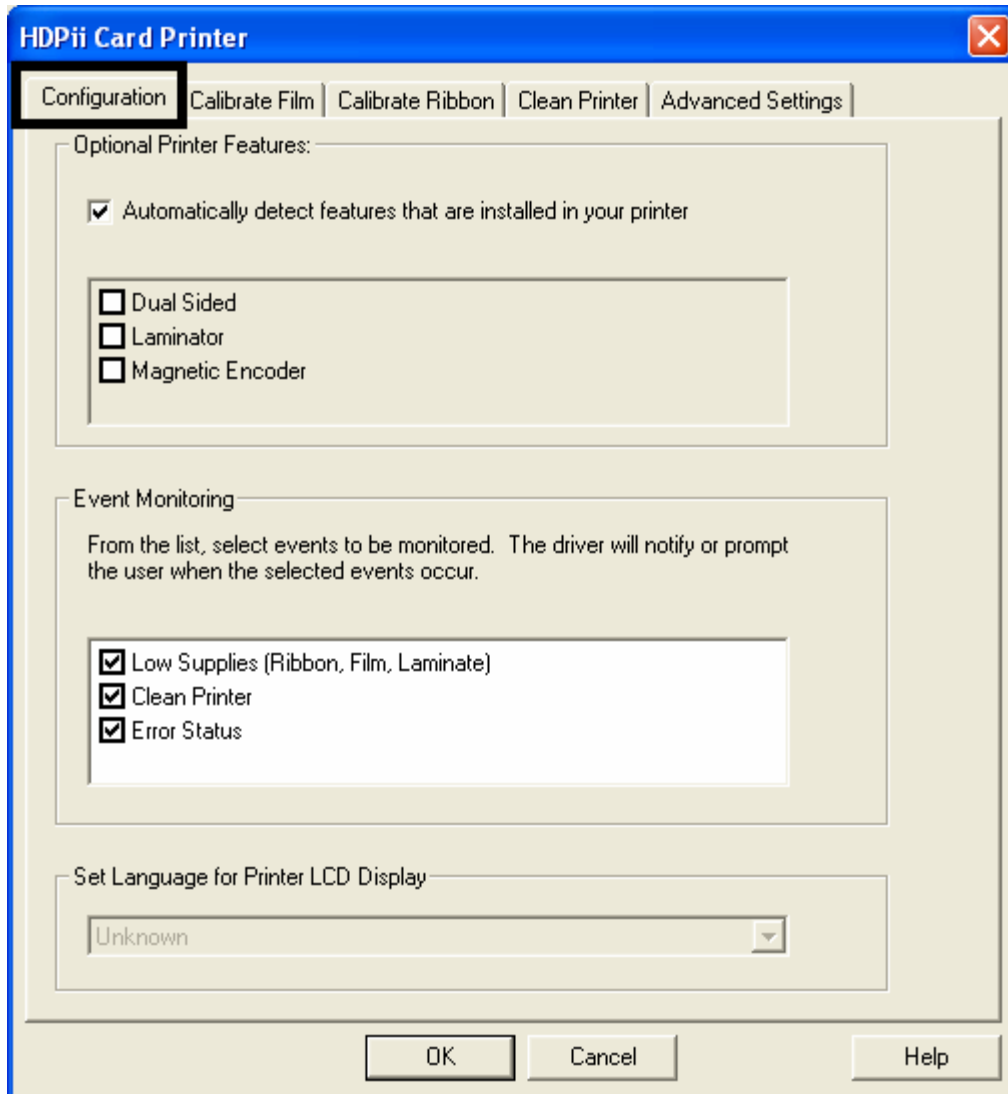 HDPii Card Printer
Configuration Calibrate Film Calibrate Ribbon Clean Printer Advanced Settings
Optional Printer Features:
Automatically detect features that are installed in your printer
Dual Sided
Laminator
Magnetic Encoder
Event Monitoring
From the list, select events to be monitored. The driver will notify or prompt
the user when the selected events occur.
Low Supplies (Ribbon, Film, Laminate)
Clean Printer
Error Status
Set Language for Printer LCD Display
Unknown
OK Cancel Help